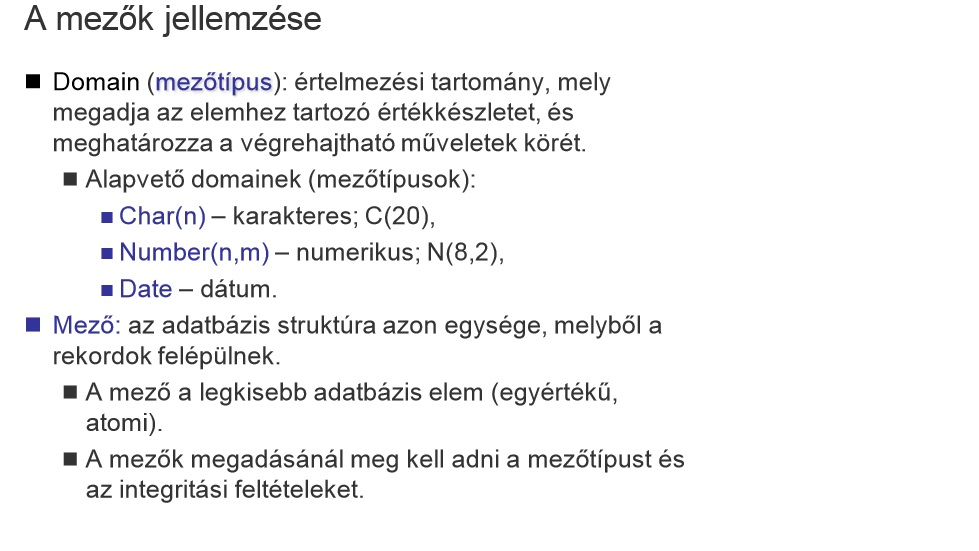 A mezők jellemzése
Domain (mezőtípus): értelmezési tartomány, mely
megadja az elemhez tartozó értékkészletet, és
meghatározza a végrehajtható műveletek körét.
Alapvető domainek (mezőtípusok):
Char(n) – karakteres; C(20),
Number(n,m) – numerikus; N(8,2),
Date – dátum.
Mező: az adatbázis struktúra azon egysége, melyből a
rekordok felépülnek.
A mező a legkisebb adatbázis elem (egyértékű,
atomi).
A mezők megadásánál meg kell adni a mezőtípust és
az integritási feltételeket.